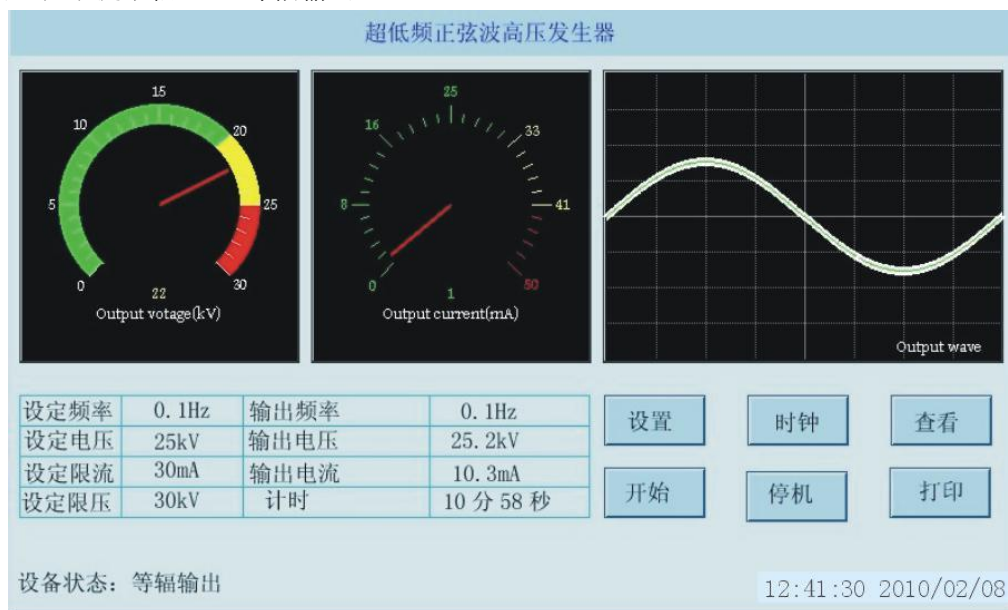 超低频正弦波高压发生器
0 5 10 15 20 25 30
22
Output votage(kV)
0 8 16 25 33 41 50
1
Output current(mA)
Output wave
设定频率 0.1Hz 输出频率 0.1Hz
设定电压 25kV 输出电压 25.2kV
设定限流 30mA 输出电流 10.3mA
设定限压 30kV 计时 10分58秒
设置 时钟 查看
开始 停机 打印
设备状态：等辐输出
12:41:30 2010/02/08